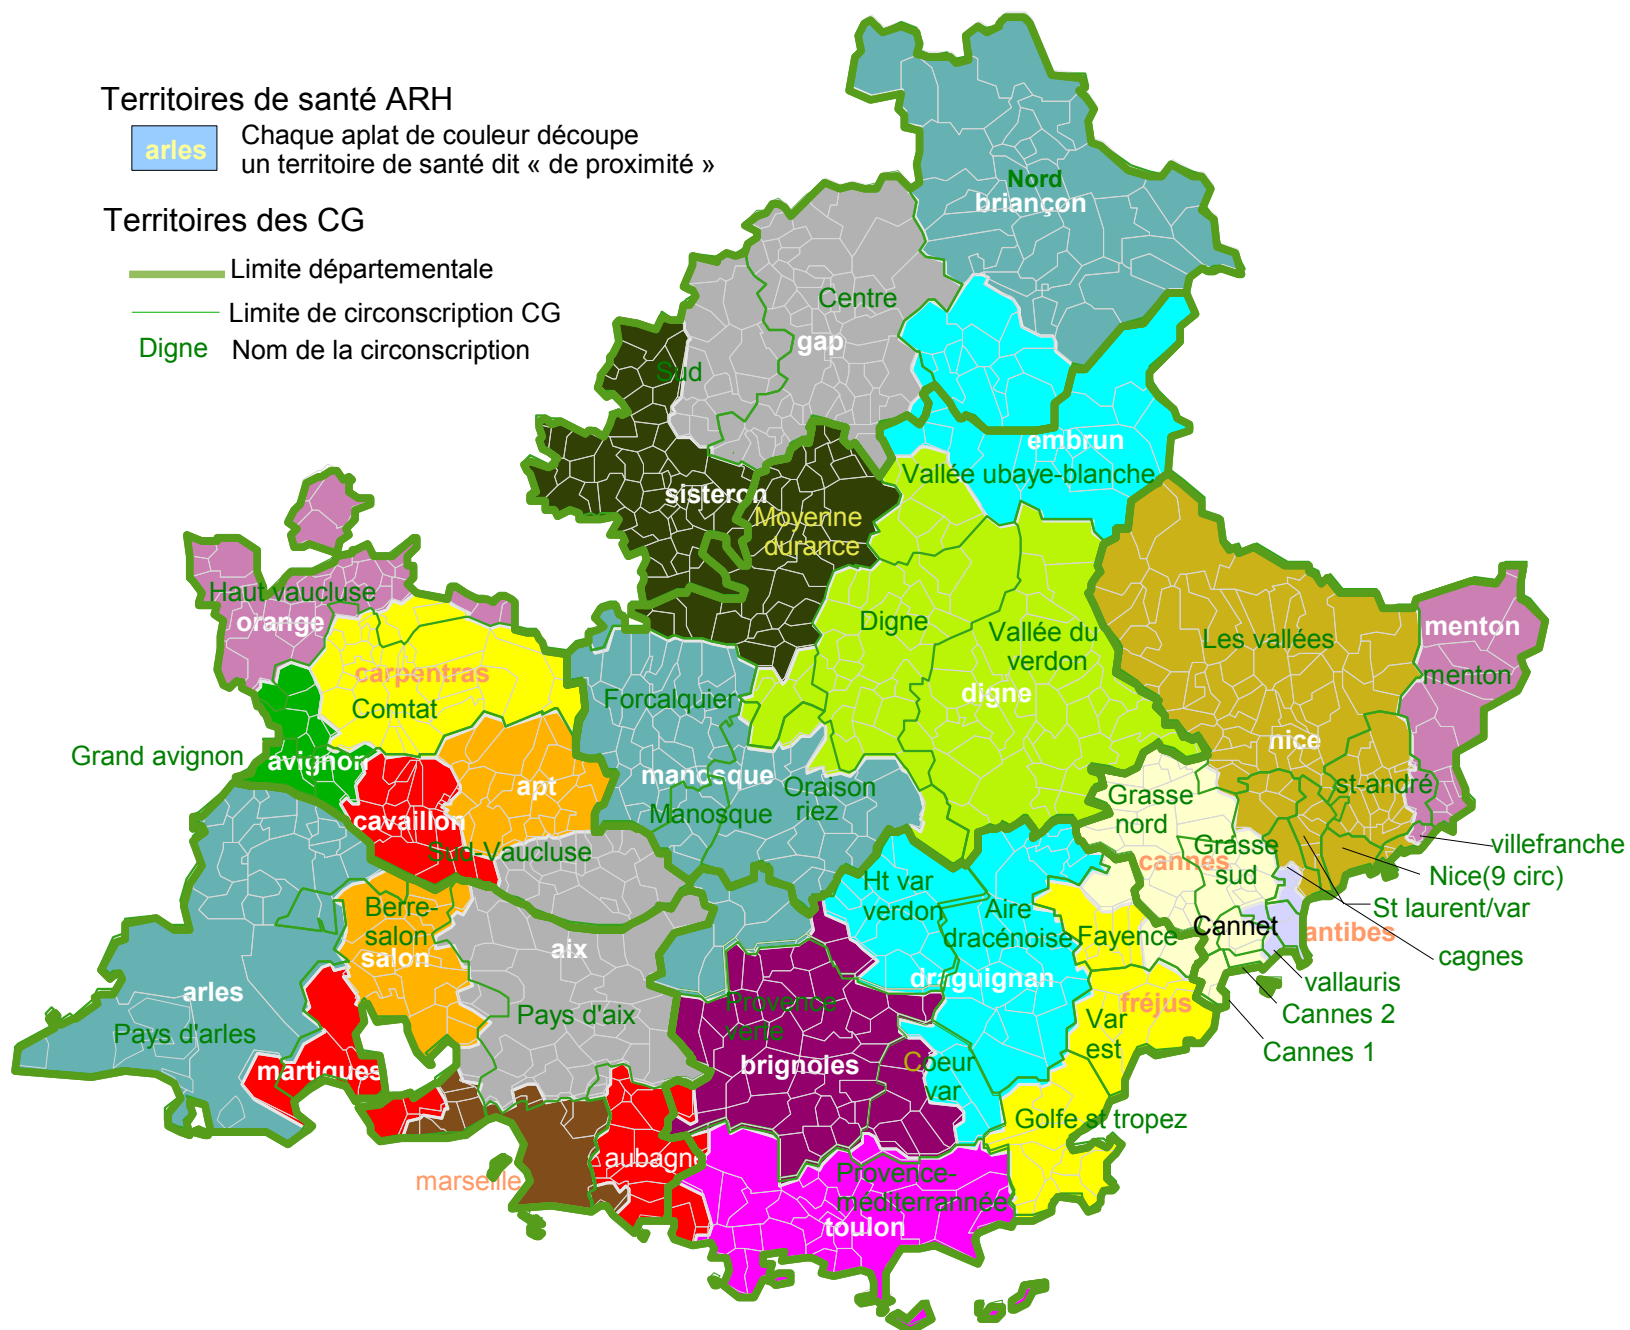 Territoires de santé ARH
arles
Chaque aplat de couleur découpe
un territoire de santé dit « de proximité »
Territoires des CG
Limite départementale
Limite de circonscription CG
Digne
Nom de la circonscription
Nord
briançon
Centre
gap
Sud
embrun
Vallée ubaye-blanche
sisteron
Moyenne
durance
Haut vaucluse
orange
carpentras
Comtat
Grand avignon
avignon
Digne
Vallée du
verdon
digne
Les vallées
menton
menton
nice
st-andré
Forcalquier
manosque
Manosque
Oraison
riez
apt
cavaillon
Sud-Vaucluse
Grasse
nord
cannes
Grasse
sud
villefranche
Nice(9 circ)
St laurent/var
Cannet
antibes
cagnes
vallauris
Cannes 2
Cannes 1
Ht var
verdon
Aire
dracénoise
draguignan
Fayence
fréjus
Var
est
Berre-
salon
salon
aix
Pays d'aix
arles
Pays d'arles
martigues
Provence
verte
brignoles
Coeur
var
Golfe st tropez
aubagne
marseille
Provence-
méditerrannée
toulon